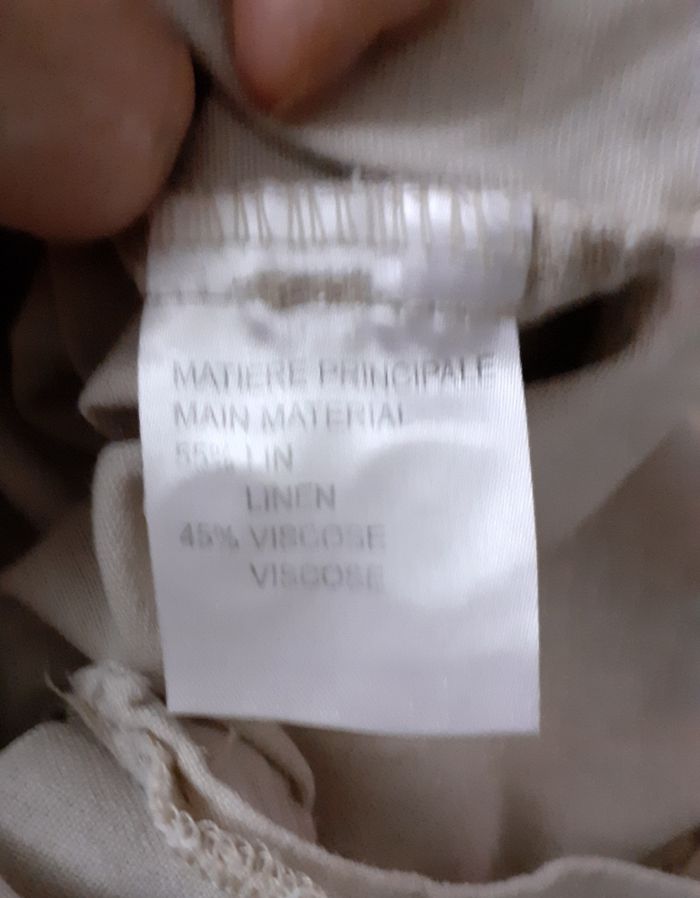 MATIERE PRINCIPALE
MAIN MATERIAL
55% LIN
LINEN
45% VISCOSE
VISCOSE